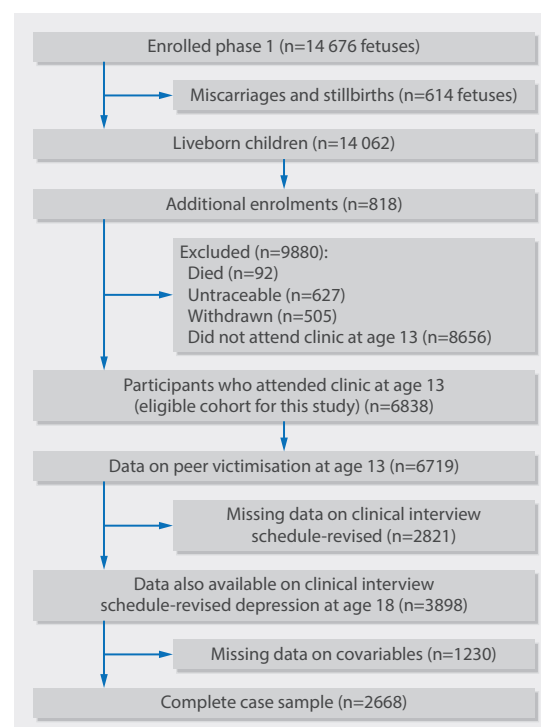 Enrolled phase 1 (n=14 676 fetuses)
Miscarriages and stillbirths (n=614 fetuses)
Liveborn children (n=14 062)
Additional enrolments (n=818)
Excluded (n=9880):
Died (n=92)
Untraceable (n=627)
Withdrawn (n=505)
Did not attend clinic at age 13 (n=8656)
Participants who attended clinic at age 13
(eligible cohort for this study) (n=6838)
Data on peer victimisation at age 13 (n=6719)
Missing data on clinical interview
schedule-revised (n=2821)
Data also available on clinical interview
schedule-revised depression at age 18 (n=3898)
Missing data on covariables (n=1230)
Complete case sample (n=2668)